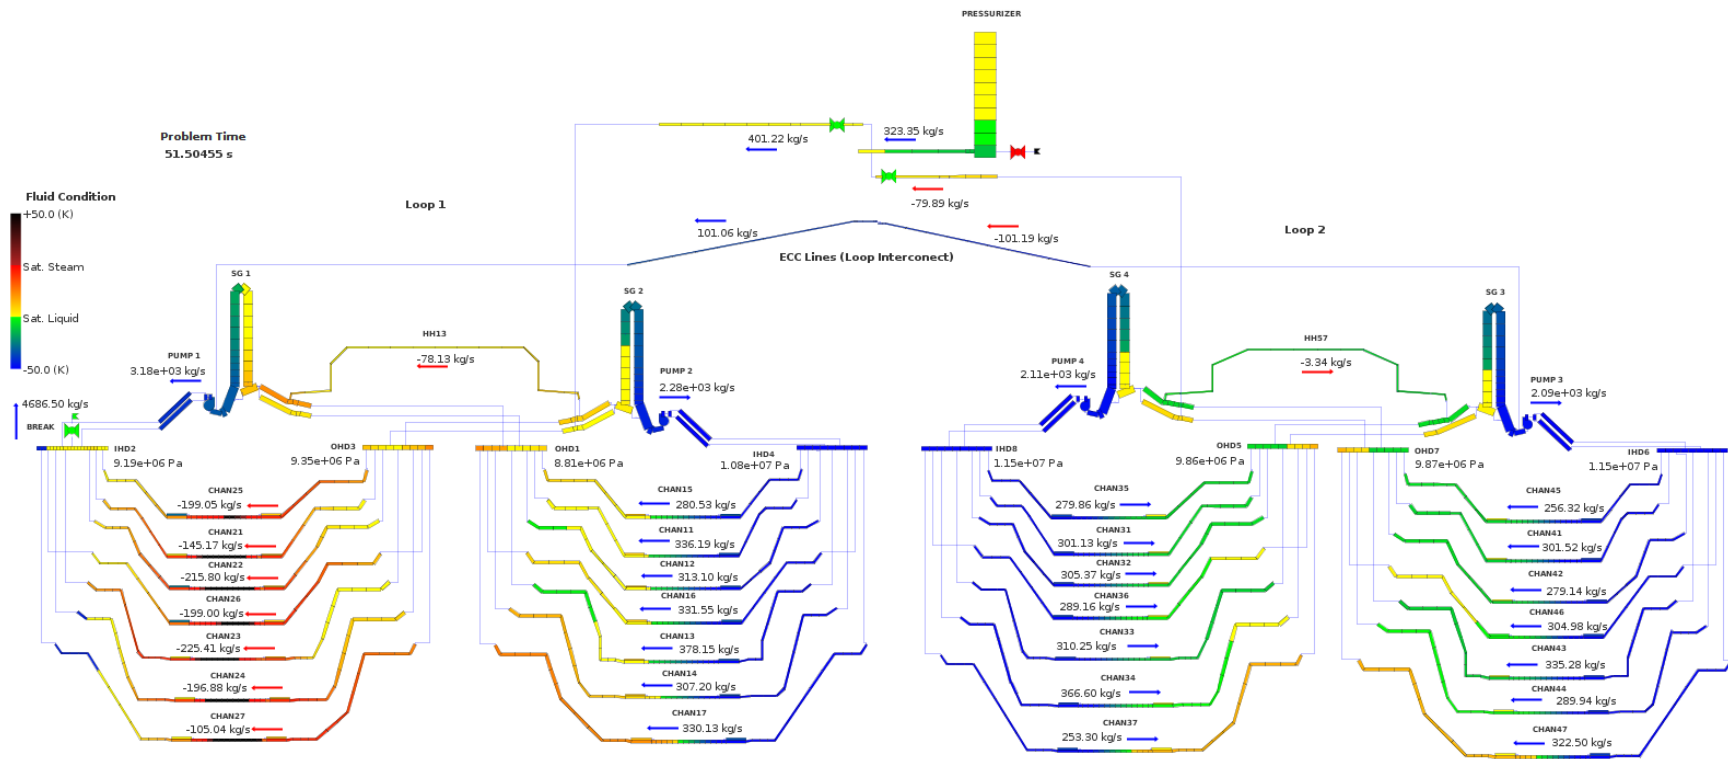 PRESSURIZER
Problem Time
51.50455 s
401.22 kg/s
323.35 kg/s
-79.89 kg/s
Fluid Condition
+50.0 (K)
Sat. Steam
Sat. Liquid
-50.0 (K)
Loop 1
101.06 kg/s
-101.19 kg/s
Loop 2
ECC Lines (Loop Interconect)
SG 1
SG 2
SG 4
SG 3
HH13
-78.13 kg/s
HH57
-3.34 kg/s
PUMP 1
3.18e+03 kg/s
PUMP 2
2.28e+03 kg/s
PUMP 4
2.11e+03 kg/s
PUMP 3
2.09e+03 kg/s
4686.50 kg/s
BREAK
IHD2
9.19e+06 Pa
OHD3
9.35e+06 Pa
OHD1
8.81e+06 Pa
IHD4
1.08e+07 Pa
IHD8
1.15e+07 Pa
OHD5
9.86e+06 Pa
OHD7
9.87e+06 Pa
IHD6
1.15e+07 Pa
CHAN25
-199.05 kg/s
CHAN21
-145.17 kg/s
CHAN22
-215.80 kg/s
CHAN26
-199.00 kg/s
CHAN23
-225.41 kg/s
CHAN24
-196.88 kg/s
CHAN27
-105.04 kg/s
CHAN15
280.53 kg/s
CHAN11
336.19 kg/s
CHAN12
313.10 kg/s
CHAN16
331.55 kg/s
CHAN13
378.15 kg/s
CHAN14
307.20 kg/s
CHAN17
330.13 kg/s
CHAN35
279.86 kg/s
CHAN31
301.13 kg/s
CHAN32
305.37 kg/s
CHAN36
289.16 kg/s
CHAN33
310.25 kg/s
CHAN34
366.60 kg/s
CHAN37
253.30 kg/s
CHAN45
256.32 kg/s
CHAN41
301.52 kg/s
CHAN42
279.14 kg/s
CHAN46
304.98 kg/s
CHAN43
335.28 kg/s
CHAN44
289.94 kg/s
CHAN47
322.50 kg/s